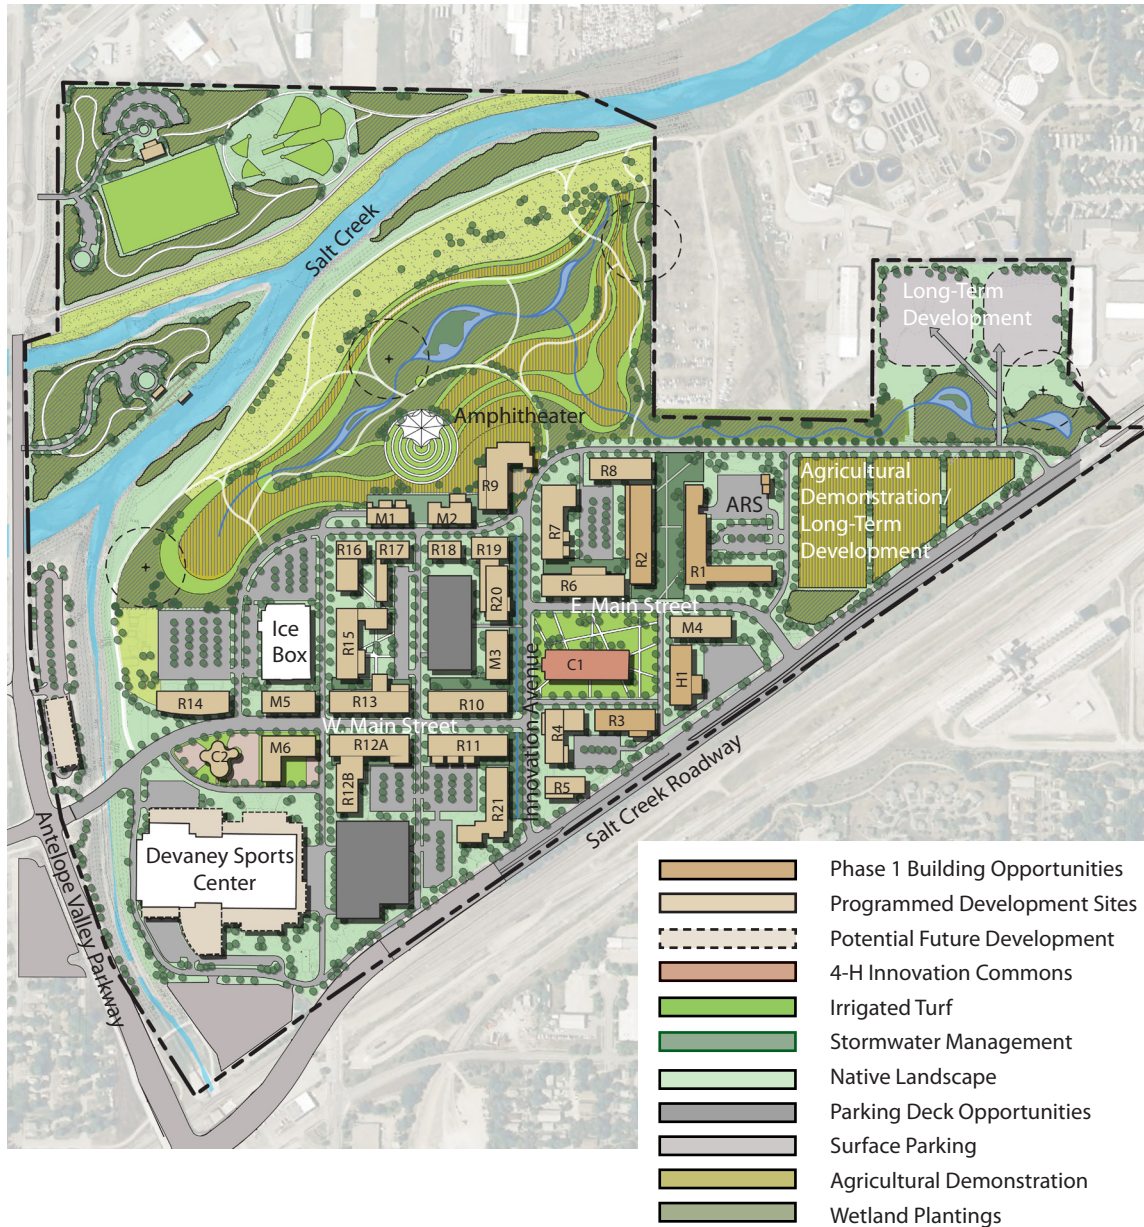 Salt Creek
Long-Term
Development
Amphitheater
R9
R8
Agricultural
Demonstration/
Long-Term
Development
ARS
M1
M2
R7
R2
R1
R16
R17
R18
R19
R6
R20
E. Main Street
R15
Ice
Box
M3
M4
C1
H1
R14
M5
R13
R10
W. Main Street
Innovation Avenue
R4
R3
C2
M6
R12A
R11
R12B
R21
R5
Salt Creek Roadway
Antelope Valley Parkway
Devaney Sports
Center
Phase 1 Building Opportunities
Programmed Development Sites
Potential Future Development
4-H Innovation Commons
Irrigated Turf
Stormwater Management
Native Landscape
Parking Deck Opportunities
Surface Parking
Agricultural Demonstration
Wetland Plantings